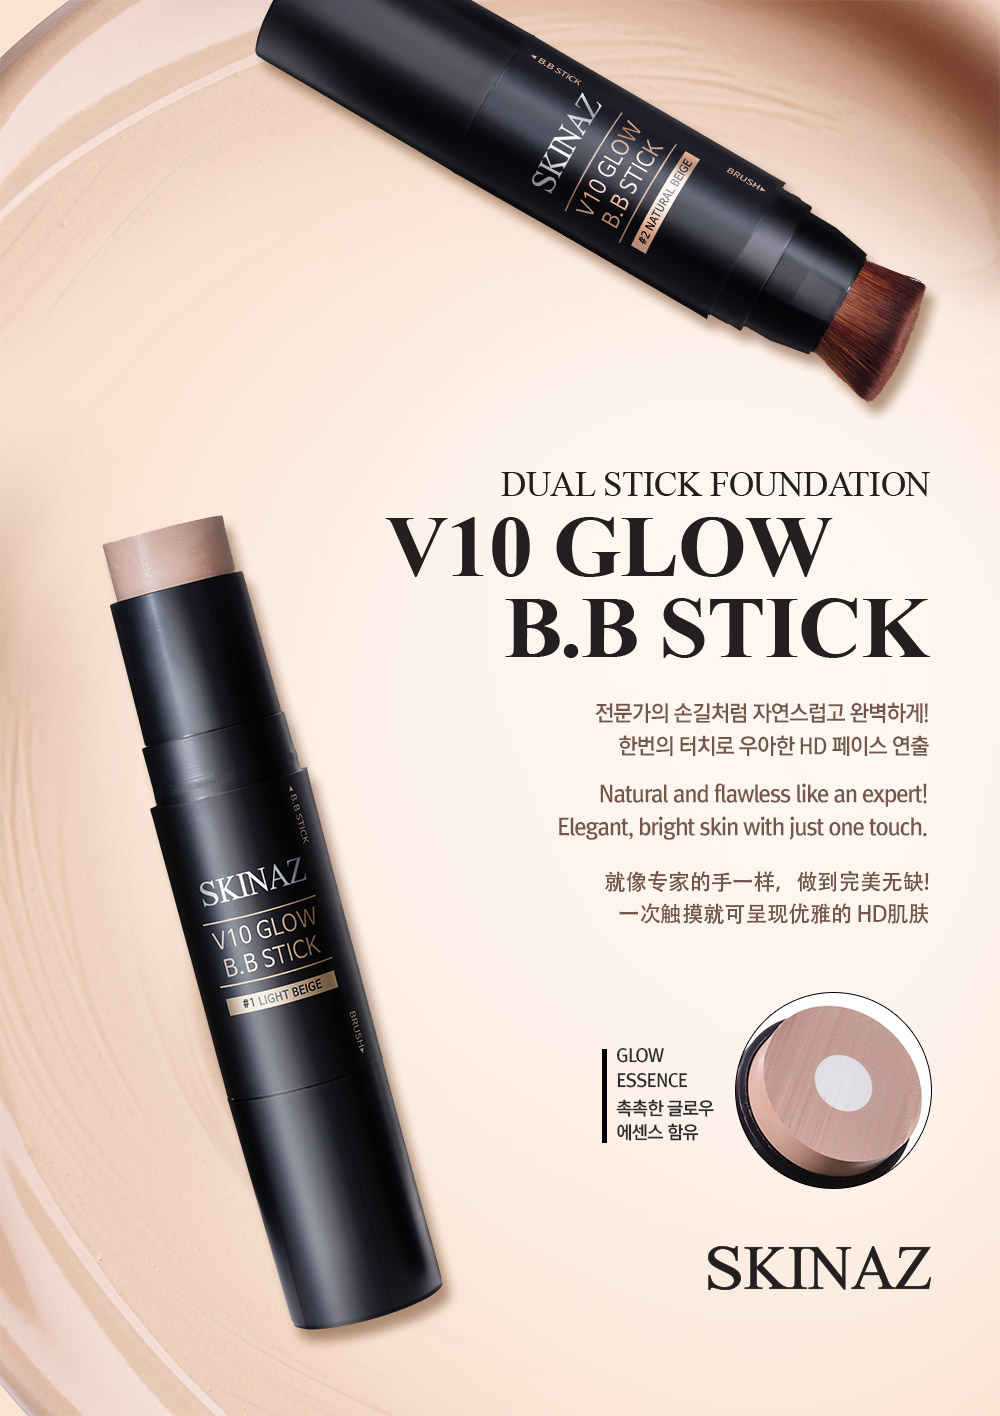 ◂ B.B STICK
SKINAZ
V10 GLOW
B.B STICK
#2 NATURAL BEIGE
BRUSH▸
DUAL STICK FOUNDATION
V10 GLOW
B.B STICK
전문가의 손길처럼 자연스럽고 완벽하게!
한번의 터치로 우아한 HD 페이스 연출
Natural and flawless like an expert!
Elegant, bright skin with just one touch.
就像专家的手一样，做到完美无缺!
一次触摸就可呈现优雅的 HD肌肤
◂ B.B STICK
SKINAZ
V10 GLOW
B.B STICK
#1 LIGHT BEIGE
BRUSH▸
GLOW
ESSENCE
촉촉한 글로우
에센스 함유
SKINAZ